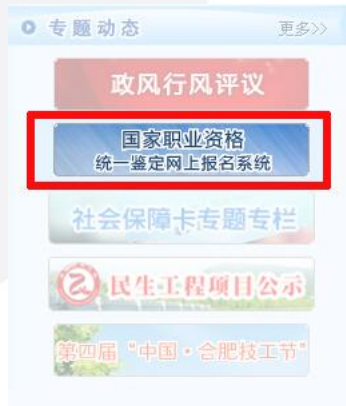 专题动态 更多>>
政风行风评议
国家职业资格
统一鉴定网上报名系统
社会保障卡专题专栏
民生工程项目公示
第四届“中国·合肥技工节”